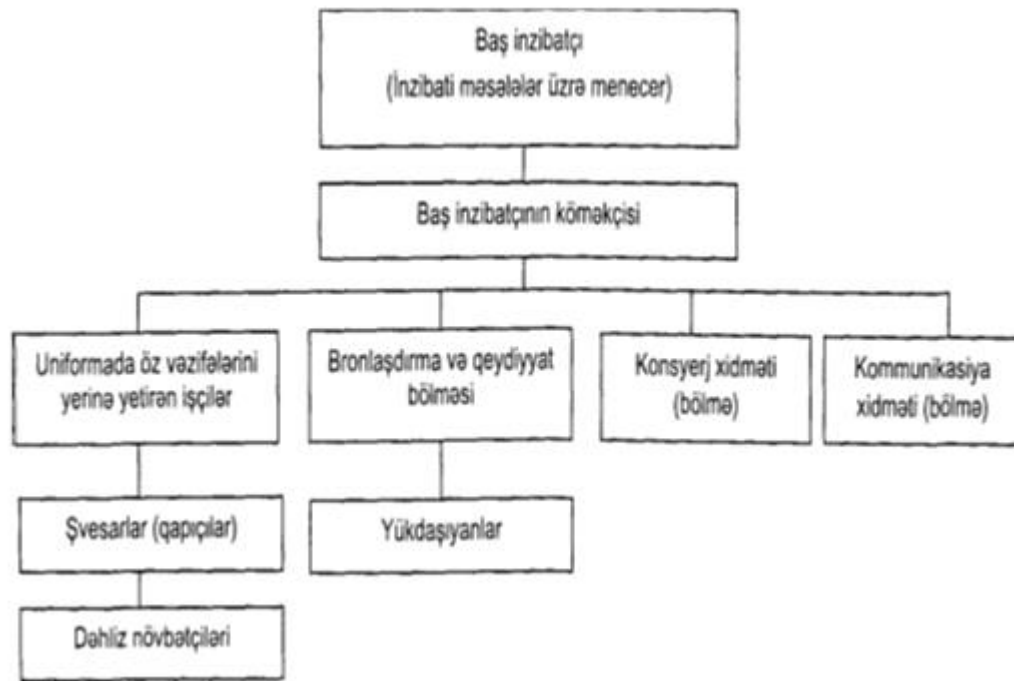 Baş inzibatçı
(İnzibati məsələlər üzrə menecer)
Baş inzibatçının köməkçisi
Uniformada öz vəzifələrini
yerinə yetirən işçilər
Bronlaşdırma və qeydiyyat
bölməsi
Konsyerj xidməti
(bölmə)
Kommunikasiya
xidməti (bölmə)
Şvesarlar (qapıçılar)
Yükdaşıyanlar
Dəhliz növbətçiləri